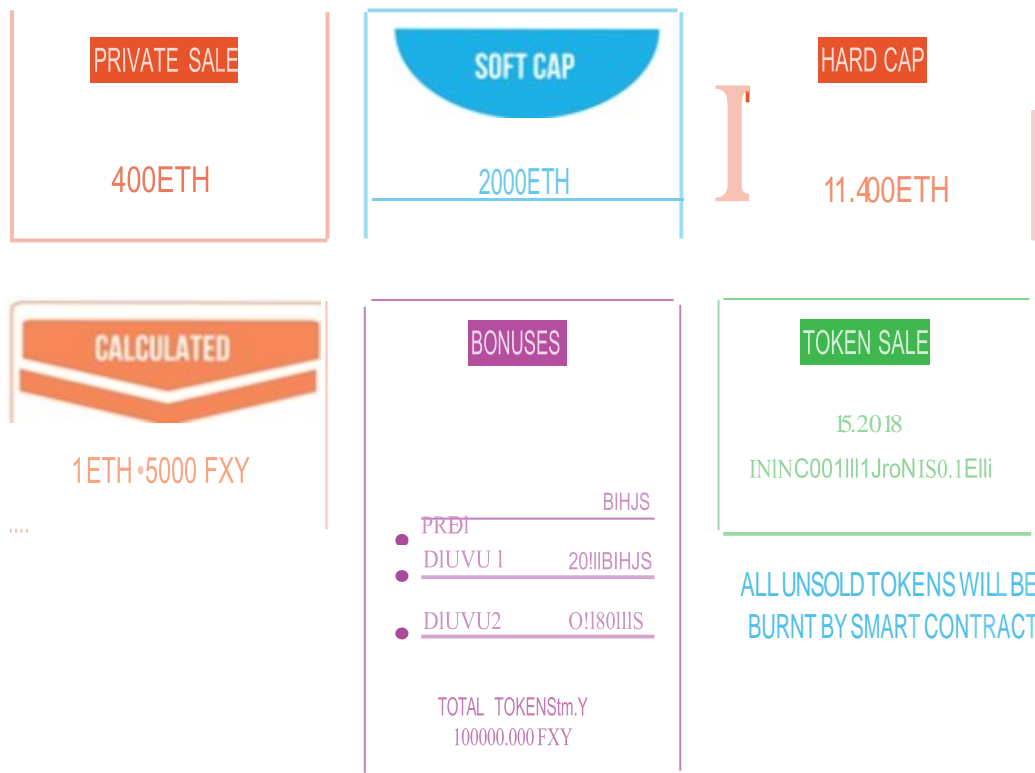 PRIVATE SALE
400ETH
SOFT CAP
2000ETH
HARD CAP
11.400ETH
CALCULATED
1ETH•5000 FXY
....
BONUSES
BIHJS
DIUVU 1
20!IIBIHJS
DIUVU2
TOTAL TOKENStm.Y
100000.000 FXY
TOKEN SALE
15.2018
ALL UNSOLD TOKENS WILL BE
BURNT BY SMART CONTRACT